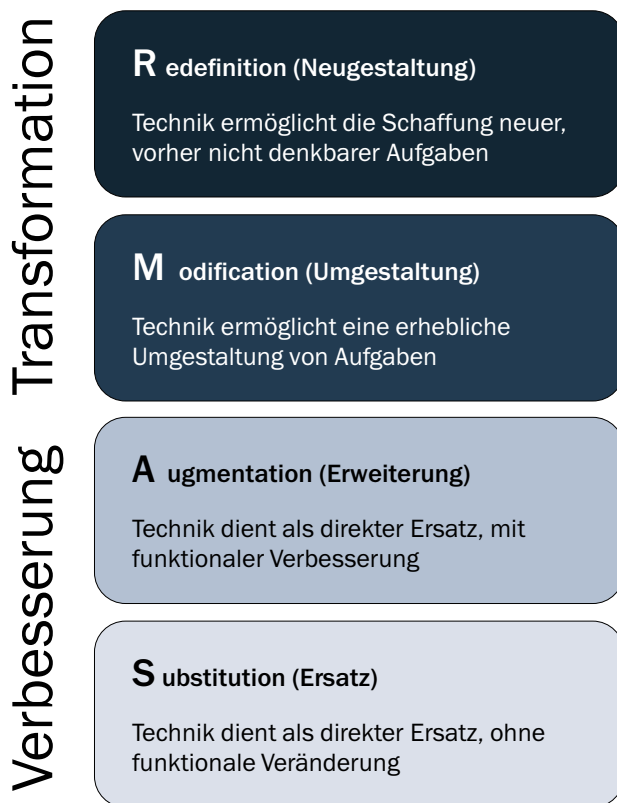 Transformation
R edefinition (Neugestaltung)
Technik ermöglicht die Schaffung neuer,
vorher nicht denkbarer Aufgaben
M odification (Umgestaltung)
Technik ermöglicht eine erhebliche
Umgestaltung von Aufgaben
Verbesserung
A ugmentation (Erweiterung)
Technik dient als direkter Ersatz, mit
funktionaler Verbesserung
S ubstitution (Ersatz)
Technik dient als direkter Ersatz, ohne
funktionale Veränderung